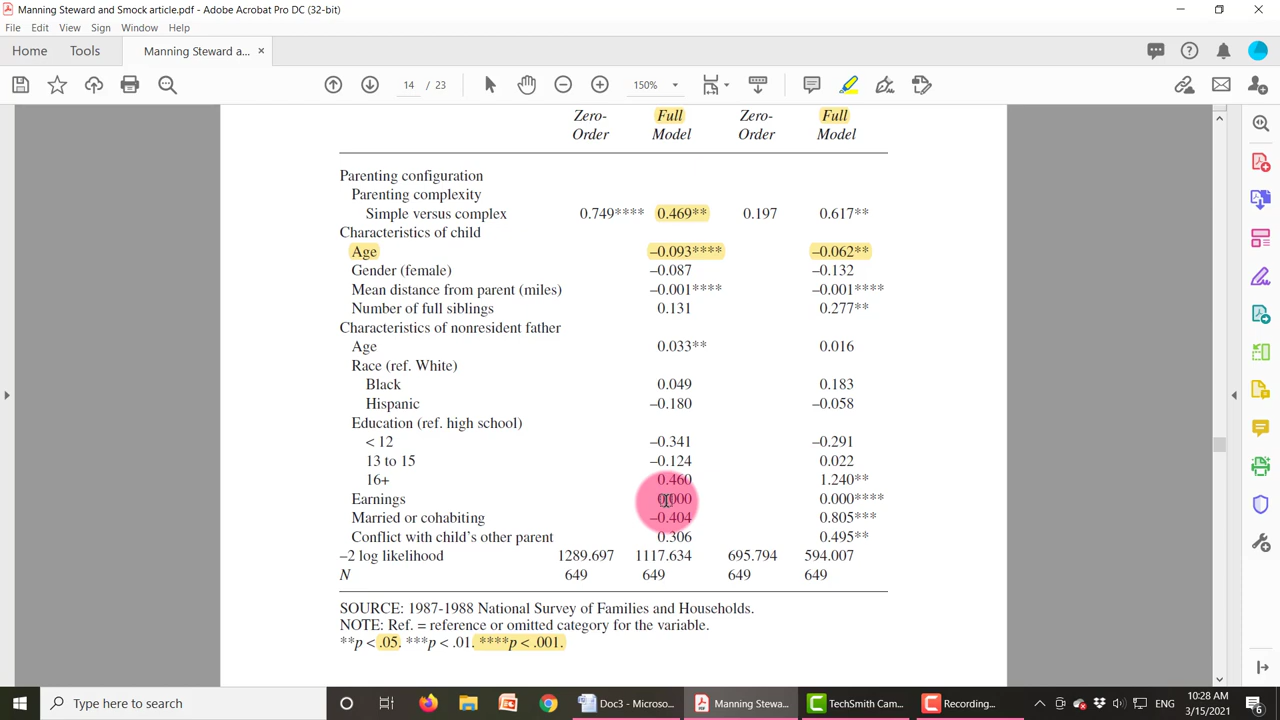 Manning Steward and Smock article.pdf - Adobe Acrobat Pro DC (32-bit)
File Edit View Sign Window Help
Home Tools Manning Steward a... ×
14 / 23 150%
Zero- Full Zero- Full
Order Model Order Model
Parenting configuration
Parenting complexity
Simple versus complex 0.749**** 0.469** 0.197 0.617**
Characteristics of child
Age –0.093**** –0.062**
Gender (female) –0.087 –0.132
Mean distance from parent (miles) –0.001**** –0.001****
Number of full siblings 0.131 0.277**
Characteristics of nonresident father
Age 0.033** 0.016
Race (ref. White)
Black 0.049 0.183
Hispanic –0.180 –0.058
Education (ref. high school)
< 12 –0.341 –0.291
13 to 15 –0.124 0.022
16+ 0.460 1.240**
Earnings 0.000 0.000****
Married or cohabiting –0.404 0.805***
Conflict with child's other parent 0.306 0.495**
–2 log likelihood 1289.697 1117.634 695.794 594.007
N 649 649 649 649
SOURCE: 1987-1988 National Survey of Families and Households.
NOTE: Ref. = reference or omitted category for the variable.
**p < .05. ***p < .01. ****p < .001.
Type here to search Doc3 - Microso... Manning Stewa... TechSmith Cam... Recording... ENG 10:28 AM
3/15/2021 6